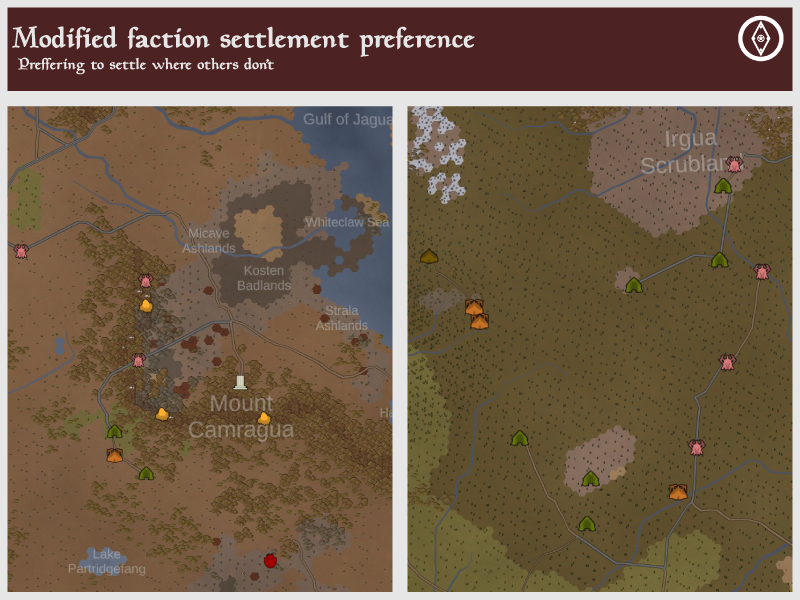 Modified faction settlement preference
Preffering to settle where others don't
Gulf of Jagua
Whiteclaw Sea
Micave
Ashlands
Kosten
Badlands
Strala
Ashlands
Mount
Camragua
Ha
Lake
Partridgefang
Irgua
Scrublar